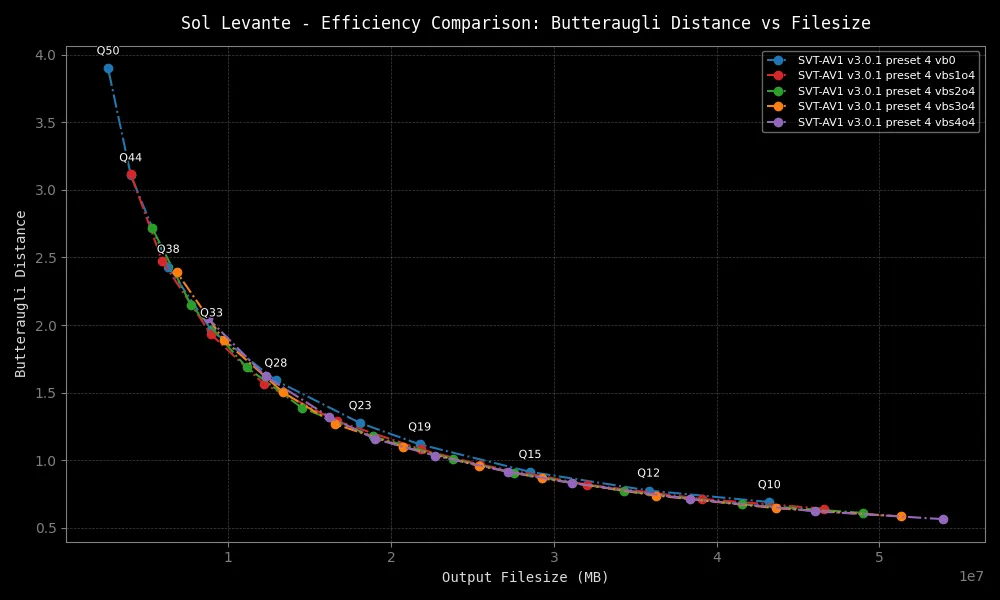 Sol Levante - Efficiency Comparison: Butteraugli Distance vs Filesize
Q50
Q44
Q38
Q33
Q28
Q23
Q19
Q15
Q12
Q10
SVT-AV1 v3.0.1 preset 4 vb0
SVT-AV1 v3.0.1 preset 4 vbs1o4
SVT-AV1 v3.0.1 preset 4 vbs2o4
SVT-AV1 v3.0.1 preset 4 vbs3o4
SVT-AV1 v3.0.1 preset 4 vbs4o4
4.0
3.5
3.0
2.5
2.0
1.5
1.0
0.5
Butteraugli Distance
1 2 3 4 5
1e7
Output Filesize (MB)